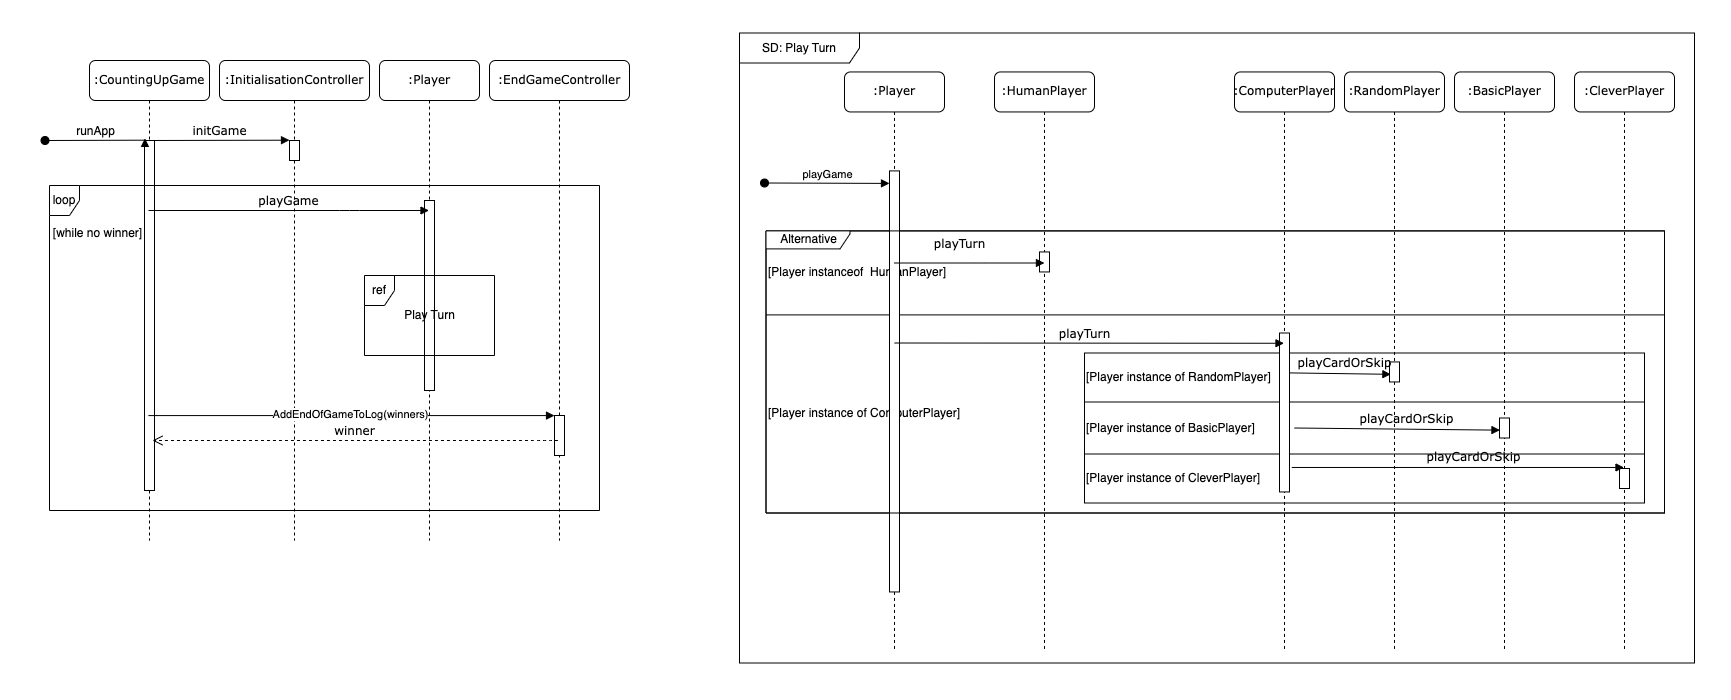 :CountingUpGame
:InitialisationController
:Player
:EndGameController
runApp
initGame
loop
playGame
[while no winner]
ref
Play Turn
AddEndOfGameToLog(winners)
winner
SD: Play Turn
:Player
:HumanPlayer
:ComputerPlayer
:RandomPlayer
:BasicPlayer
:CleverPlayer
playGame
Alternative
playTurn
[Player instanceof  HumanPlayer]
playTurn
playCardOrSkip
[Player instance of RandomPlayer]
[Player instance of ComputerPlayer]
playCardOrSkip
[Player instance of BasicPlayer]
playCardOrSkip
[Player instance of CleverPlayer]